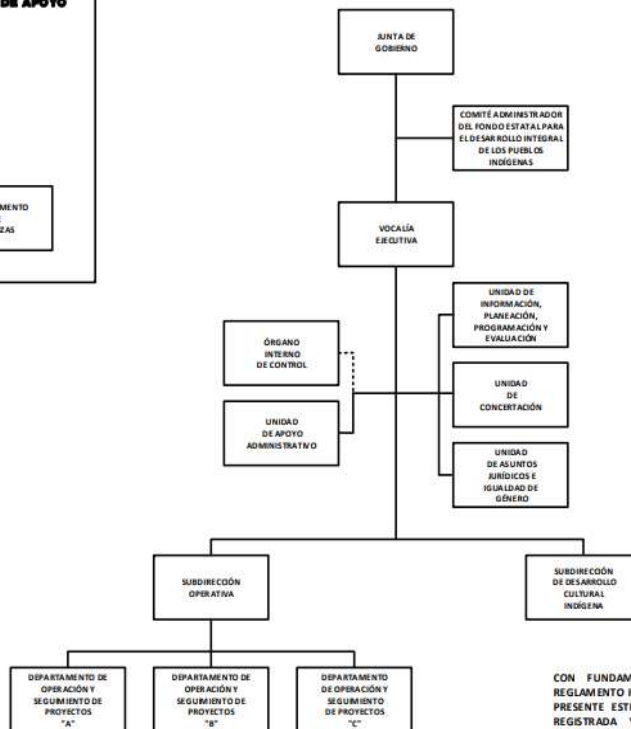 DE APOYO
JUNTA DE
GOBIERNO
COMITÉ ADMINISTRADOR
DEL FONDO ESTATAL PARA
EL DESARROLLO INTEGRAL
DE LOS PUEBLOS
INDÍGENAS
MENTO
ZAS
VOCALÍA
EJECUTIVA
UNIDAD DE
INFORMACIÓN,
PLANEACIÓN,
PROGRAMACIÓN Y
EVALUACIÓN
ÓRGANO
INTERNO
DE CONTROL
UNIDAD
DE
CONCERTACIÓN
UNIDAD
DE APOYO
ADMINISTRATIVO
UNIDAD
DE ASUNTOS
JURÍDICOS E
IGUALDAD DE
GÉNERO
SUBDIRECCIÓN
OPERATIVA
SUBDIRECCIÓN
DE DESARROLLO
CULTURAL
INDÍGENA
DEPARTAMENTO DE
OPERACIÓN Y
SEGUIMIENTO DE
PROYECTOS
"A"
DEPARTAMENTO DE
OPERACIÓN Y
SEGUIMIENTO DE
PROYECTOS
"B"
DEPARTAMENTO
DE OPERACIÓN Y
SEGUIMIENTO
DE PROYECTOS
"C"
CON FUNDAM
REGLAMENTO I
PRESENTE EST
REGISTRADA Y